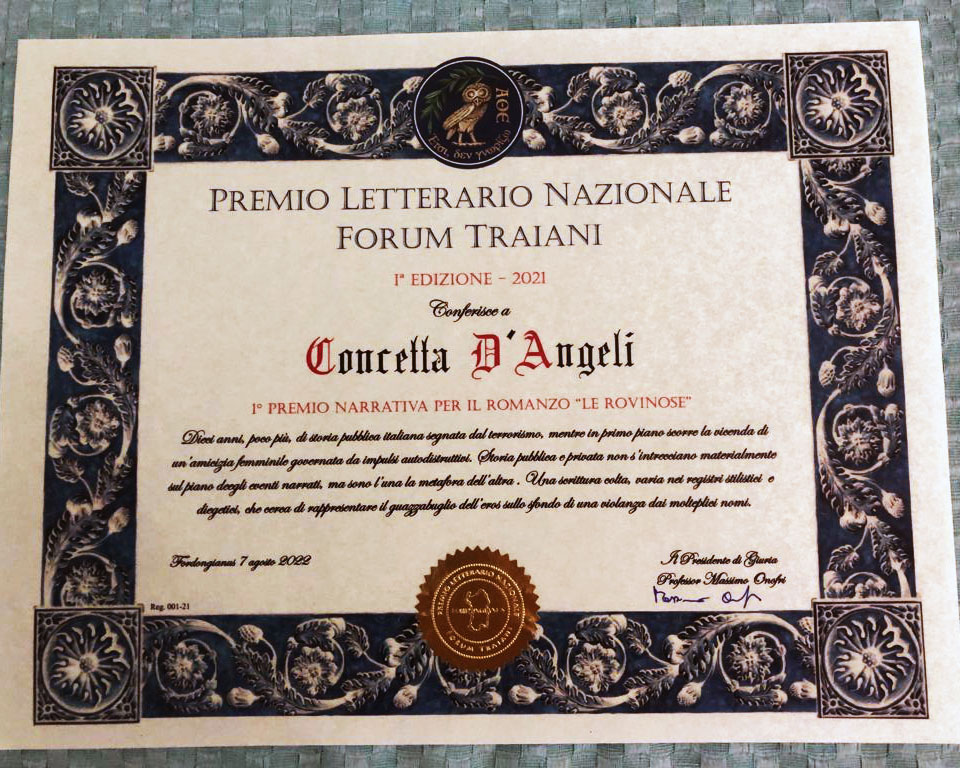 ΑΘΕ
PREMIO LETTERARIO NAZIONALE
FORUM TRAIANI
Iª EDIZIONE - 2021
Conferisce a
Concetta D'Angeli
1° PREMIO NARRATIVA PER IL ROMANZO "LE ROVINOSE"
Dieci anni, poco più, di storia pubblica italiana segnata dal terrorismo, mentre in primo piano scorre la vicenda di
un'amicizia femminile governata da impulsi autodistruttivi. Storia pubblica e privata non s'intrecciano materialmente
sul piano deegli eventi narrati, ma sono l'una la metafora dell'altra . Una scrittura colta, varia nei registri stilistici e
diegetici, che cerca di rappresentare il guazzabuglio dell'eros sullo sfondo di una violanza dai molteplici nomi.
Fordongianus 7 agosto 2022
Il Presidente di Giuria
Professor Massimo Onofri
Reg. 001-21
PREMIO LETTERARIO NAZIONALE
FORUM TRAIANI